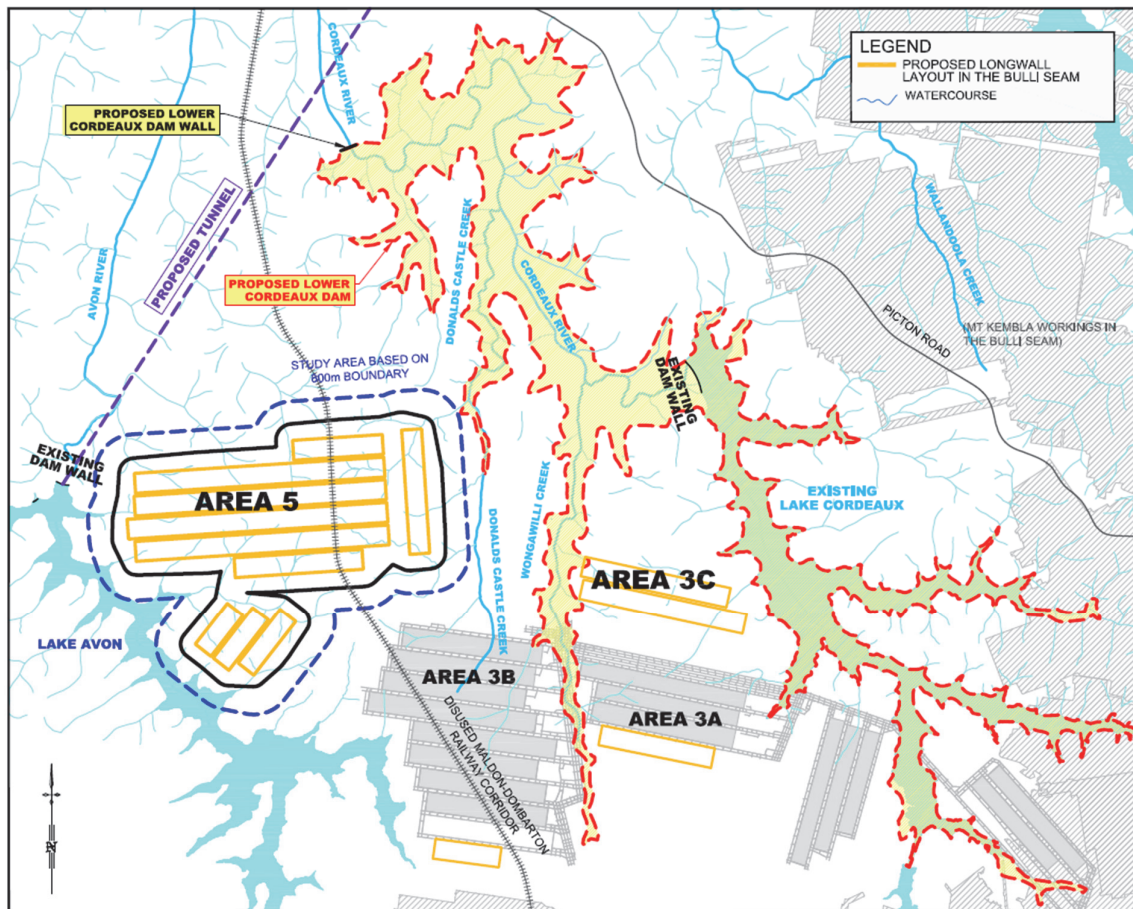 LEGEND
PROPOSED LONGWALL
LAYOUT IN THE BULLI SEAM
WATERCOURSE
CORDEAUX RIVER
PROPOSED LOWER
CORDEAUX DAM WALL
PROPOSED TUNNEL
AVON RIVER
PROPOSED LOWER
CORDEAUX DAM
DONALDS CASTLE CREEK
CORDEAUX RIVER
WALLANDOOLA CREEK
PICTON ROAD
(MT KEMBLA WORKINGS IN
THE BULLI SEAM)
STUDY AREA BASED ON
600m BOUNDARY
EXISTING
DAM WALL
EXISTING
DAM WALL
AREA 5
EXISTING
LAKE CORDEAUX
DONALDS CASTLE CREEK
WONGAWILLI CREEK
AREA 3C
LAKE AVON
AREA 3B
AREA 3A
DISUSED MALDON-DOMBARTON
RAILWAY CORRIDOR
N